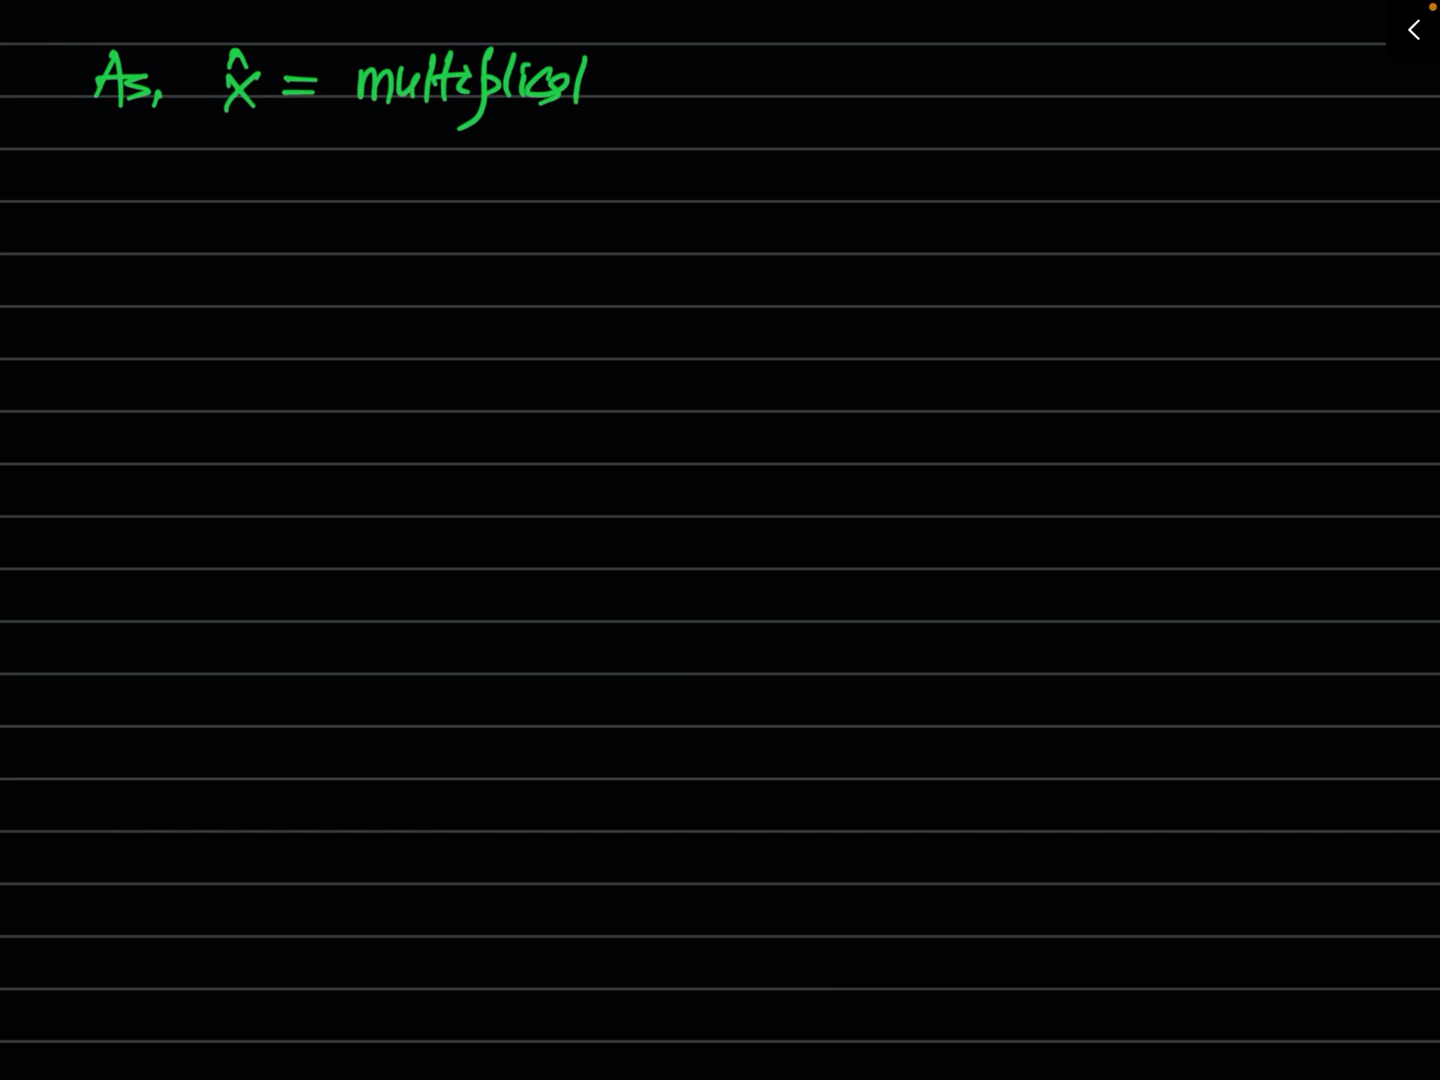 As, x̂ = multiplical